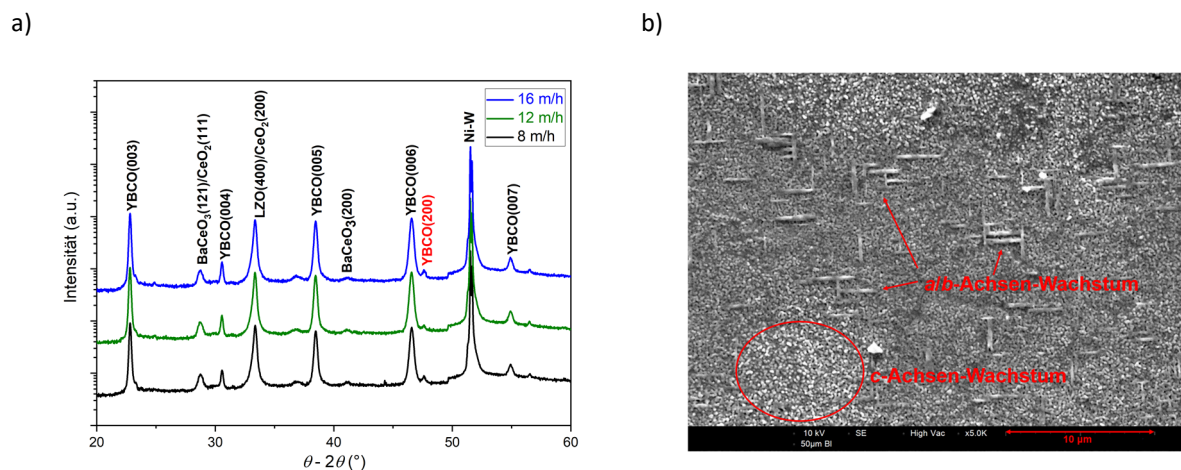 a)
b)
16 m/h
12 m/h
8 m/h
YBCO(003)
BaCeO₃(121)/CeO₂(111)
YBCO(004)
LZO(400)/CeO₂(200)
YBCO(005)
BaCeO₃(200)
YBCO(006)
YBCO(200)
Ni-W
YBCO(007)
Intensität (a.u.)
20 30 40 50 60
θ - 2θ (°)
a/b-Achsen-Wachstum
c-Achsen-Wachstum
10 kV SE High Vac x5.0K
50µm BI
10 µm